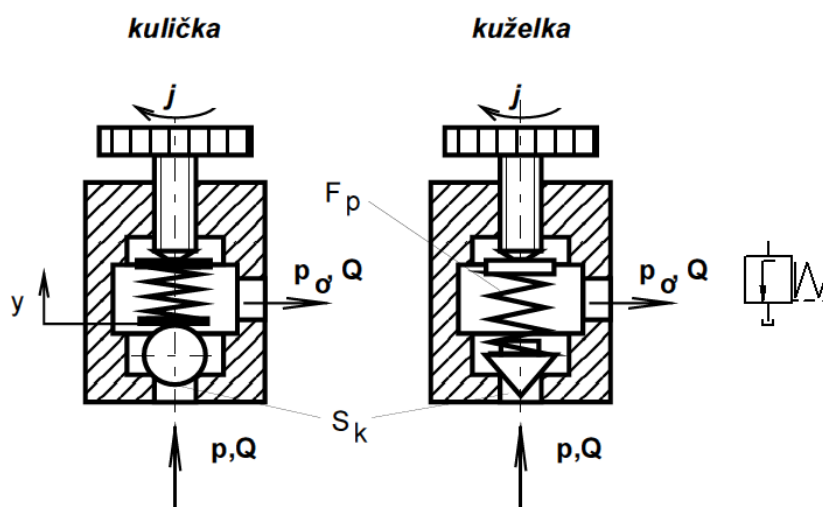 kulička kuželka
j j
F p
p o, Q p o, Q
y
S k
p,Q p,Q